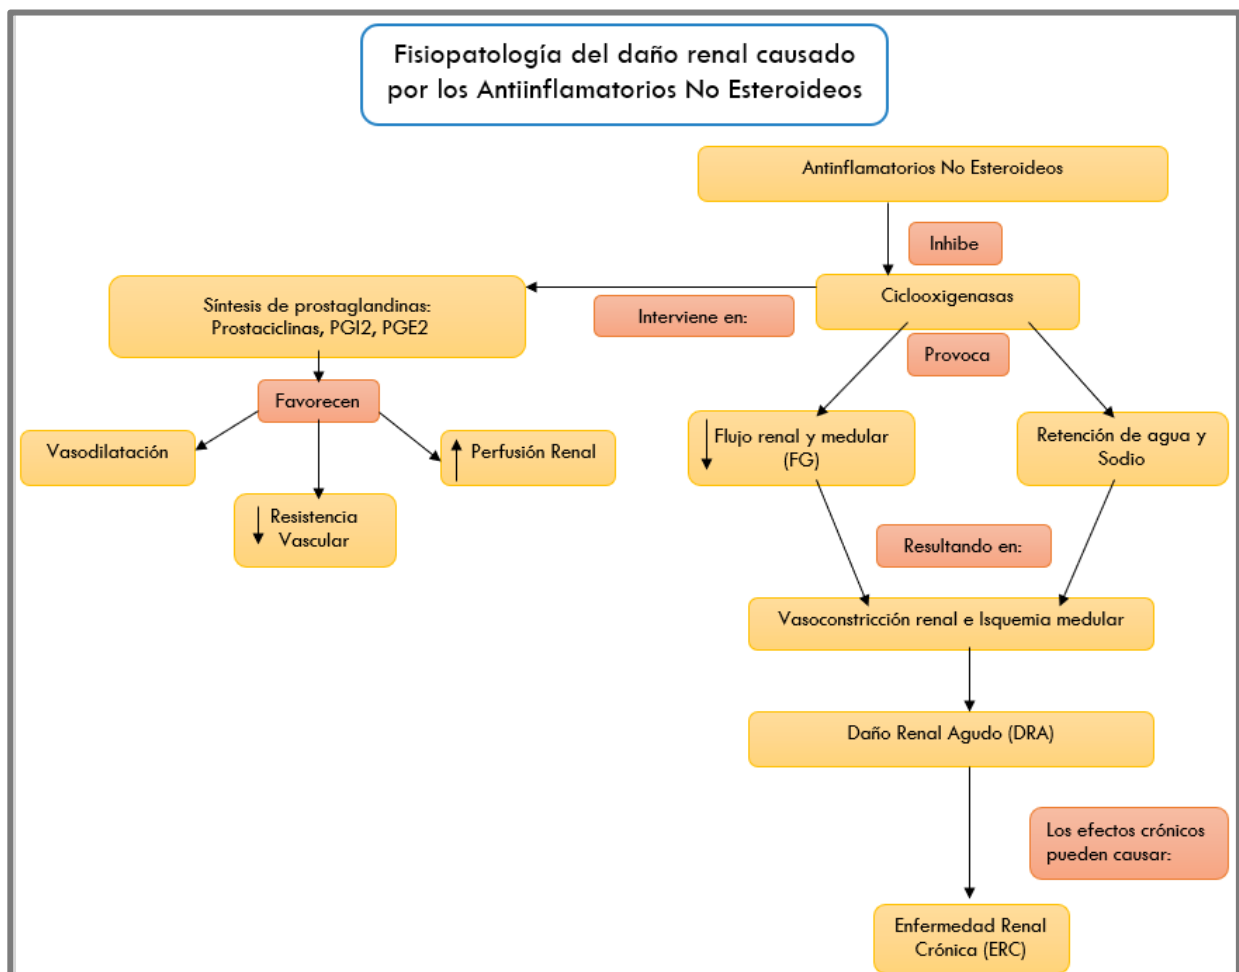 Fisiopatología del daño renal causado
por los Antiinflamatorios No Esteroideos
Antinflamatorios No Esteroideos
Inhibe
Ciclooxigenasas
Interviene en:
Síntesis de prostaglandinas:
Prostaciclinas, PGI2, PGE2
Favorecen
Vasodilatación
Resistencia
Vascular
Perfusión Renal
Provoca
Flujo renal y medular
(FG)
Retención de agua y
Sodio
Resultando en:
Vasoconstricción renal e Isquemia medular
Daño Renal Agudo (DRA)
Los efectos crónicos
pueden causar:
Enfermedad Renal
Crónica (ERC)